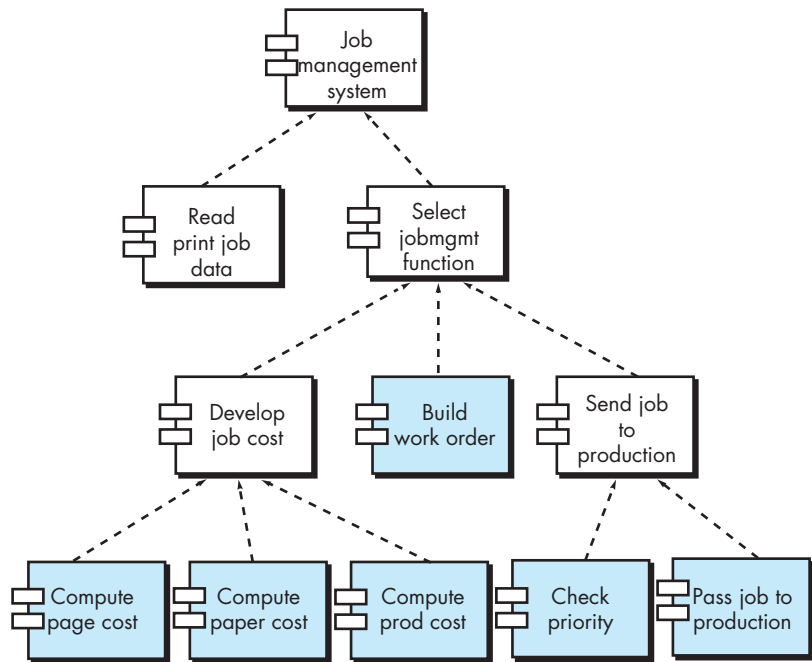 Job
management
system
Read
print job
data
Select
jobmgmt
function
Develop
job cost
Build
work order
Send job
to
production
Compute
page cost
Compute
paper cost
Compute
prod cost
Check
priority
Pass job to
production